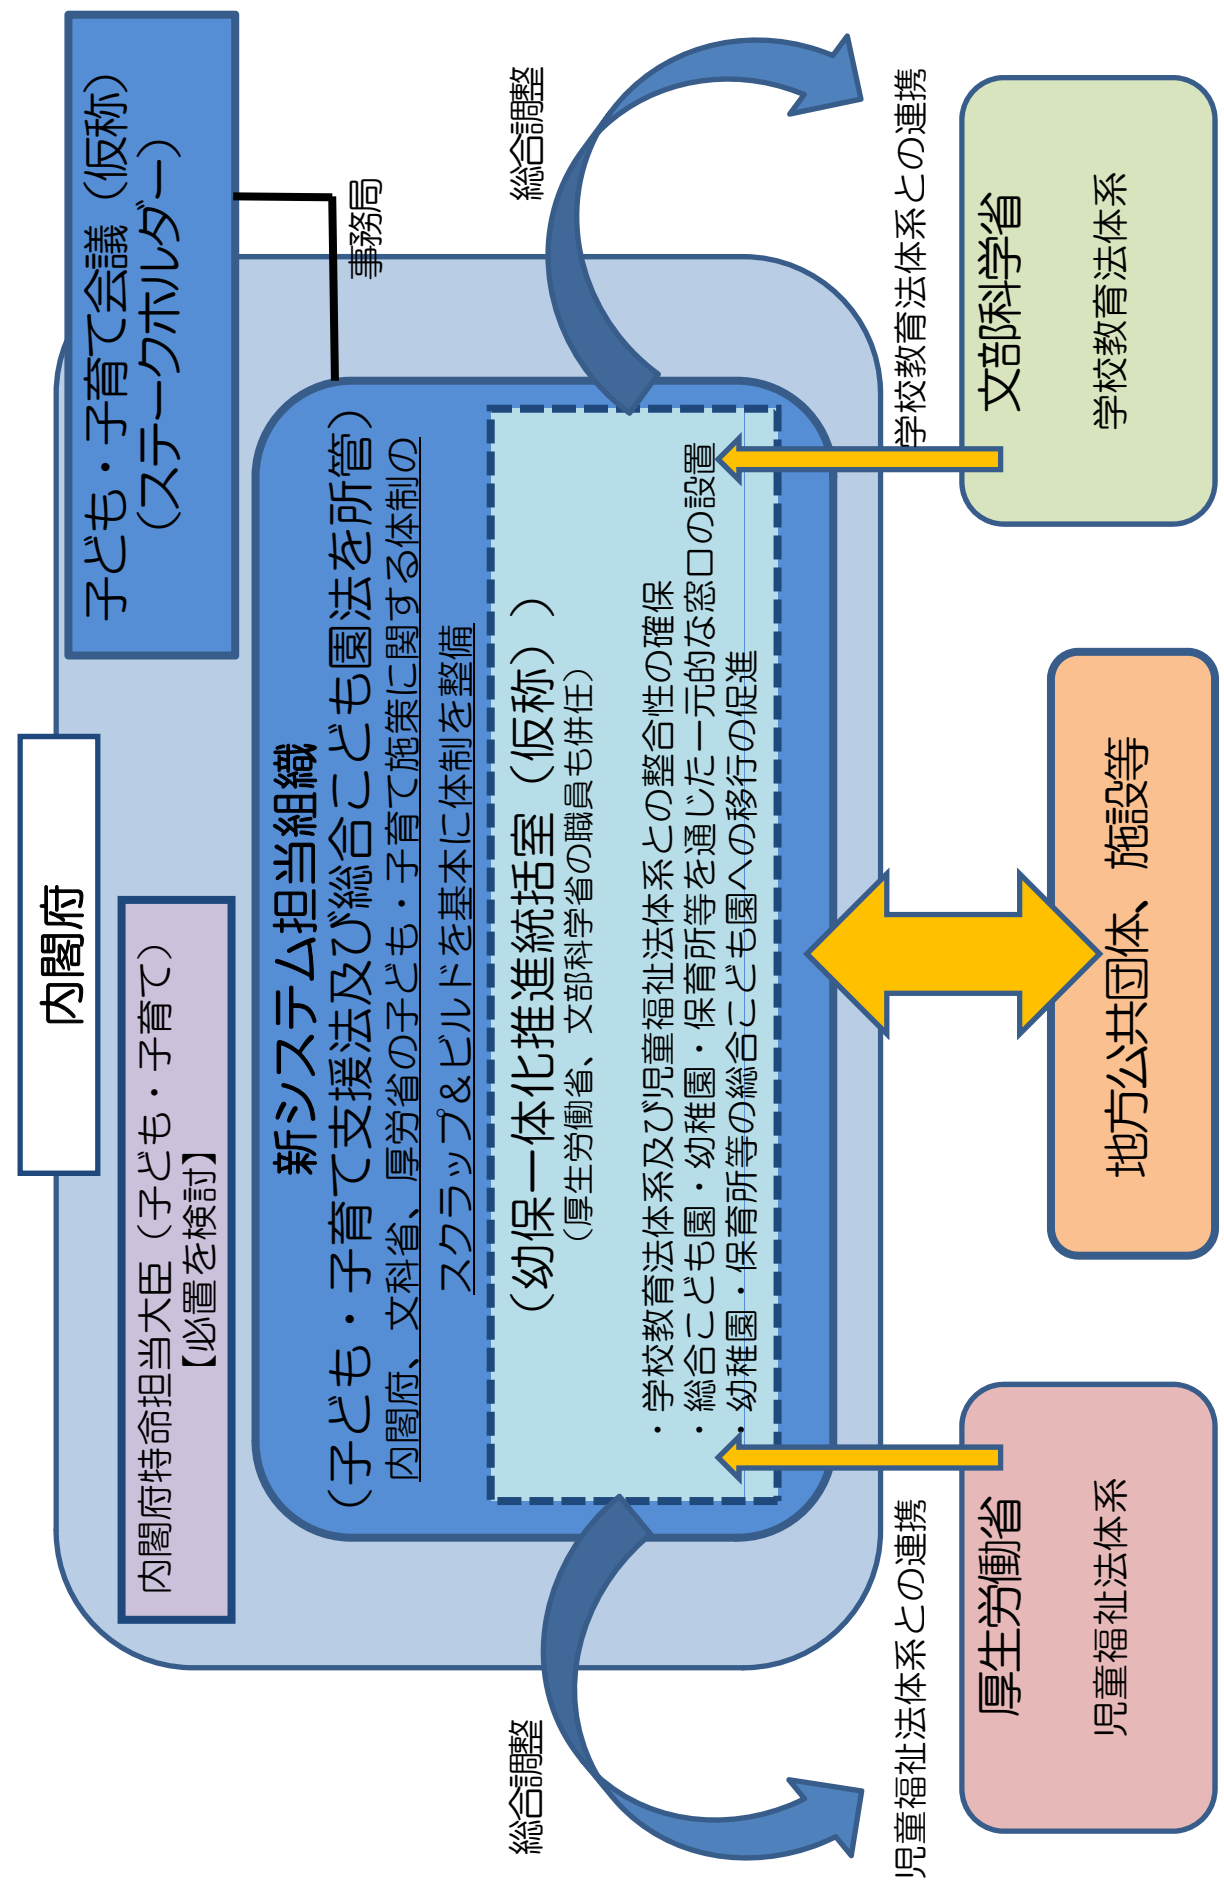 内閣府
内閣府特命担当大臣（子ども・子育て）
【必置を検討】
子ども・子育て会議（仮称）
（ステークホルダー）
事務局
新システム担当組織
（子ども・子育て支援法及び総合こども園法を所管）
内閣府、文科省、厚労省の子ども・子育て施策に関する体制の
スクラップ&ビルドを基本に体制を整備
（幼保一体化推進統括室（仮称））
（厚生労働省、文部科学省の職員も併任）
・学校教育法体系及び児童福祉法体系との整合性の確保
・総合こども園・幼稚園・保育所等を通じた一元的な窓口の設置
・幼稚園・保育所等の総合こども園への移行の促進
総合調整
総合調整
児童福祉法体系との連携
学校教育法体系との連携
厚生労働省
児童福祉法体系
地方公共団体、施設等
文部科学省
学校教育法体系